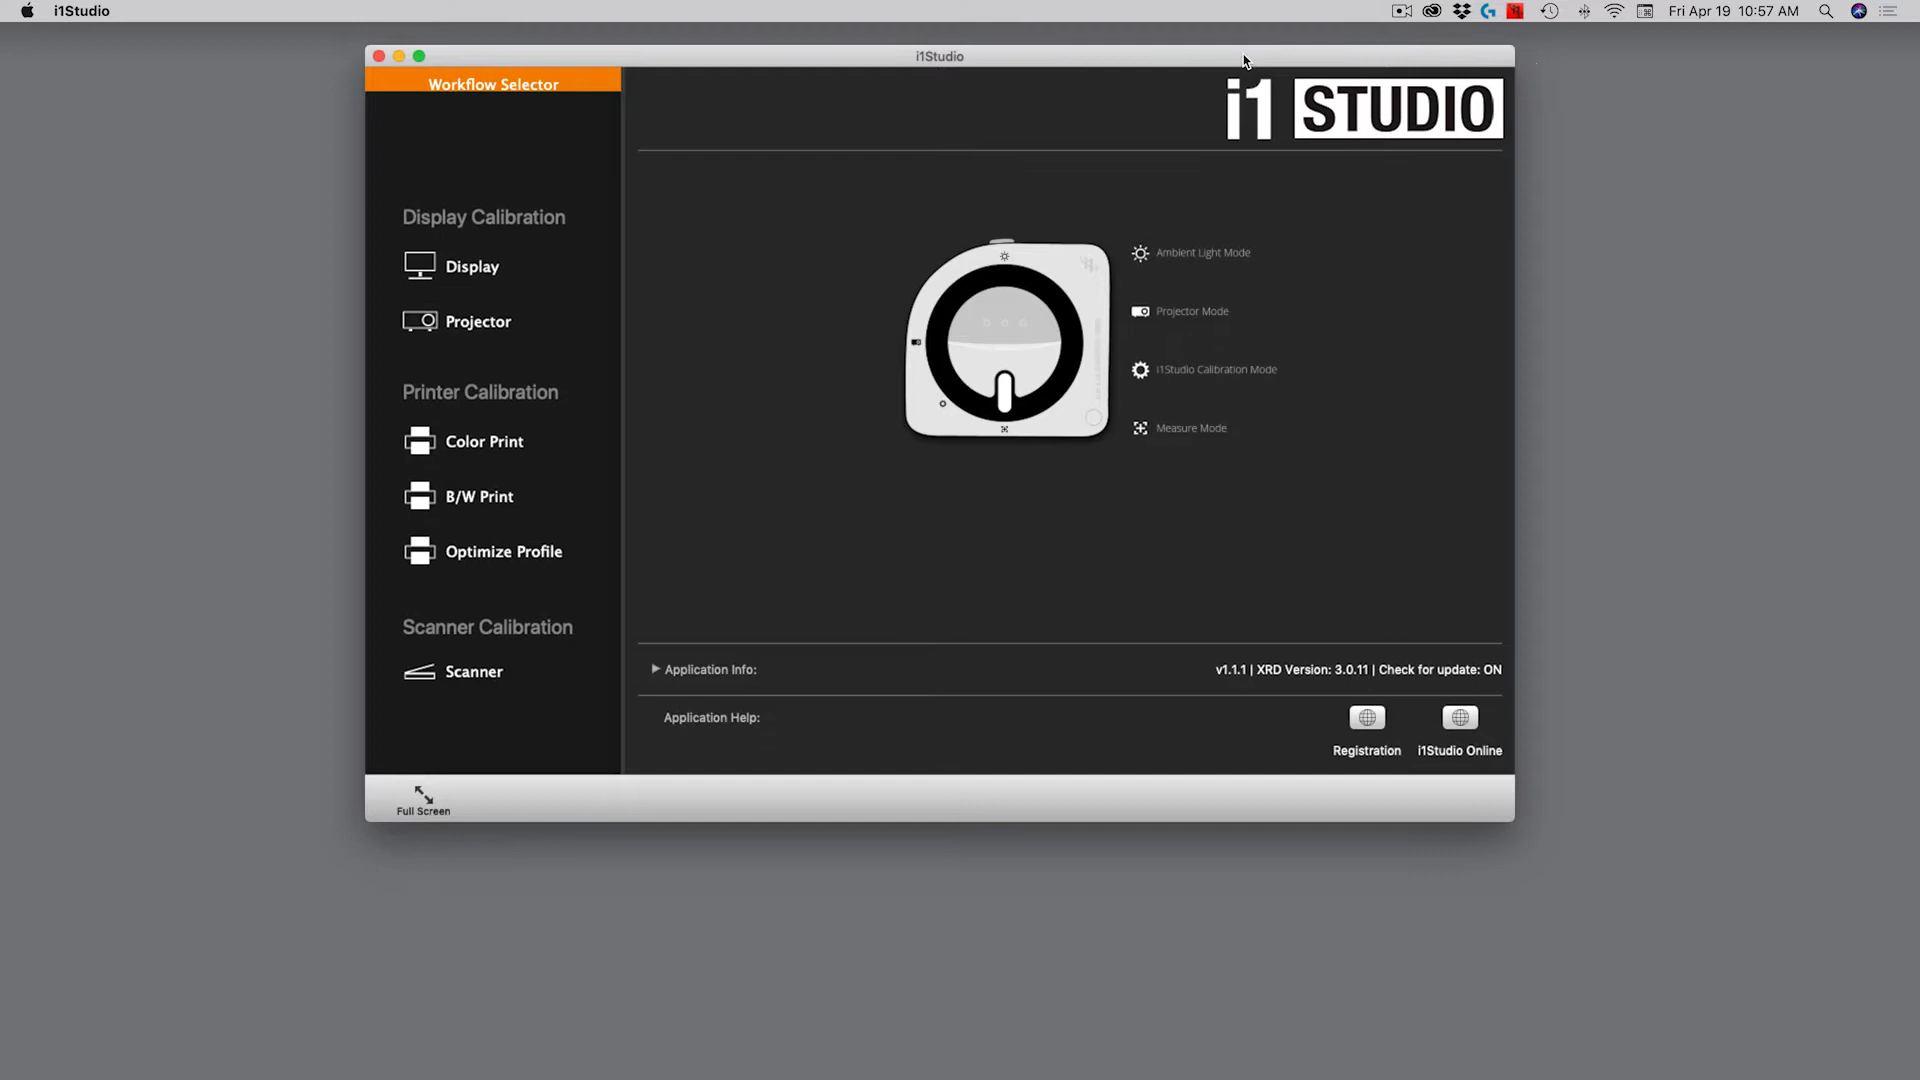 i1Studio
Fri Apr 19 10:57 AM
i1Studio
Workflow Selector
i1 STUDIO
Display Calibration
Display
Projector
Printer Calibration
Color Print
B/W Print
Optimize Profile
Scanner Calibration
Scanner
Ambient Light Mode
Projector Mode
i1Studio Calibration Mode
Measure Mode
Application Info:
v1.1.1 | XRD Version: 3.0.11 | Check for update: ON
Application Help:
Registration
i1Studio Online
Full Screen